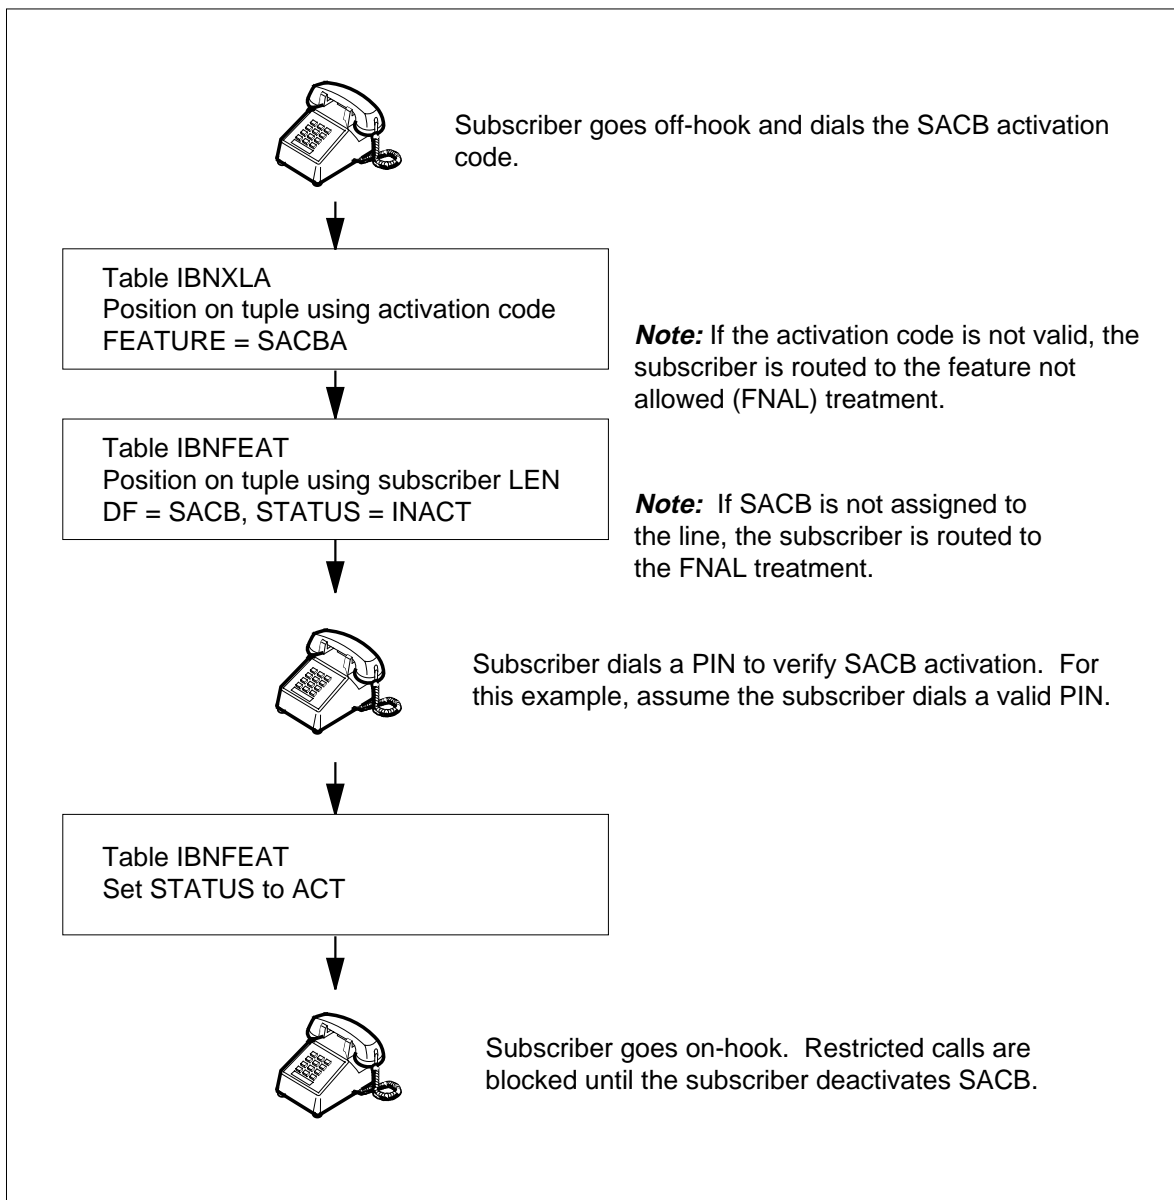 Subscriber goes off-hook and dials the SACB activation
code.
Table IBNXLA
Position on tuple using activation code
FEATURE = SACBA
Note: If the activation code is not valid, the
subscriber is routed to the feature not
allowed (FNAL) treatment.
Table IBNFEAT
Position on tuple using subscriber LEN
DF = SACB, STATUS = INACT
Note: If SACB is not assigned to
the line, the subscriber is routed to
the FNAL treatment.
Subscriber dials a PIN to verify SACB activation. For
this example, assume the subscriber dials a valid PIN.
Table IBNFEAT
Set STATUS to ACT
Subscriber goes on-hook. Restricted calls are
blocked until the subscriber deactivates SACB.